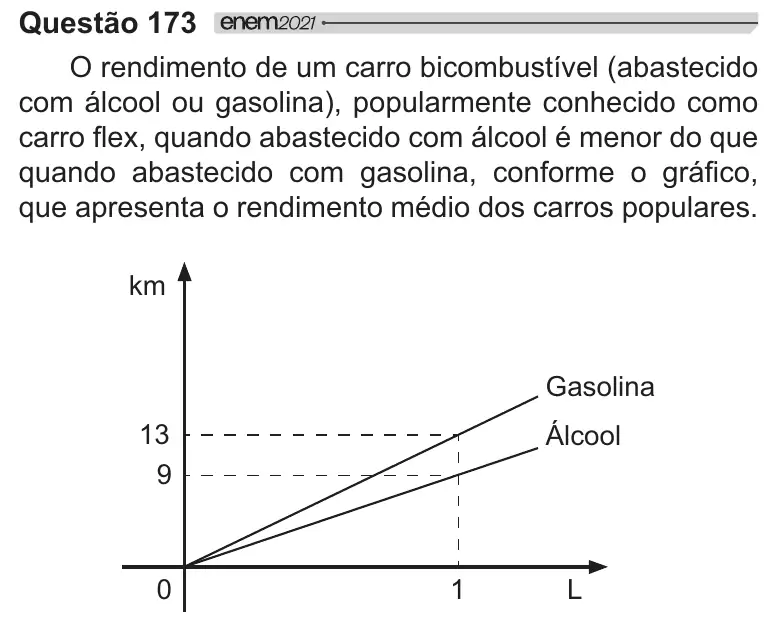 Questão 173 enem2021
O rendimento de um carro bicombustível (abastecido
com álcool ou gasolina), popularmente conhecido como
carro flex, quando abastecido com álcool é menor do que
quando abastecido com gasolina, conforme o gráfico,
que apresenta o rendimento médio dos carros populares.
km
Gasolina
13
Álcool
9
0 1 L